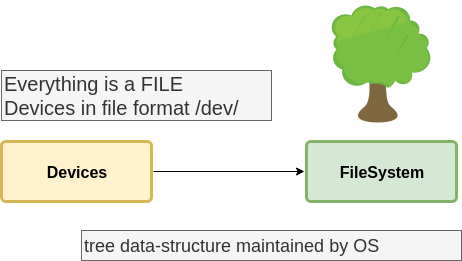 Everything is a FILE
Devices in file format /dev/
Devices
FileSystem
tree data-structure maintained by OS